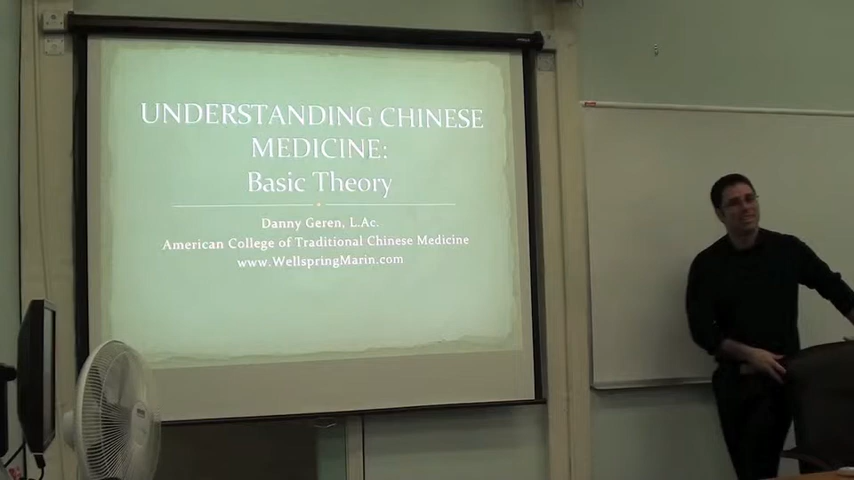 UNDERSTANDING CHINESE
MEDICINE:
Basic Theory
Danny Geren, L.Ac.
American College of Traditional Chinese Medicine
www.WellspringMarin.com